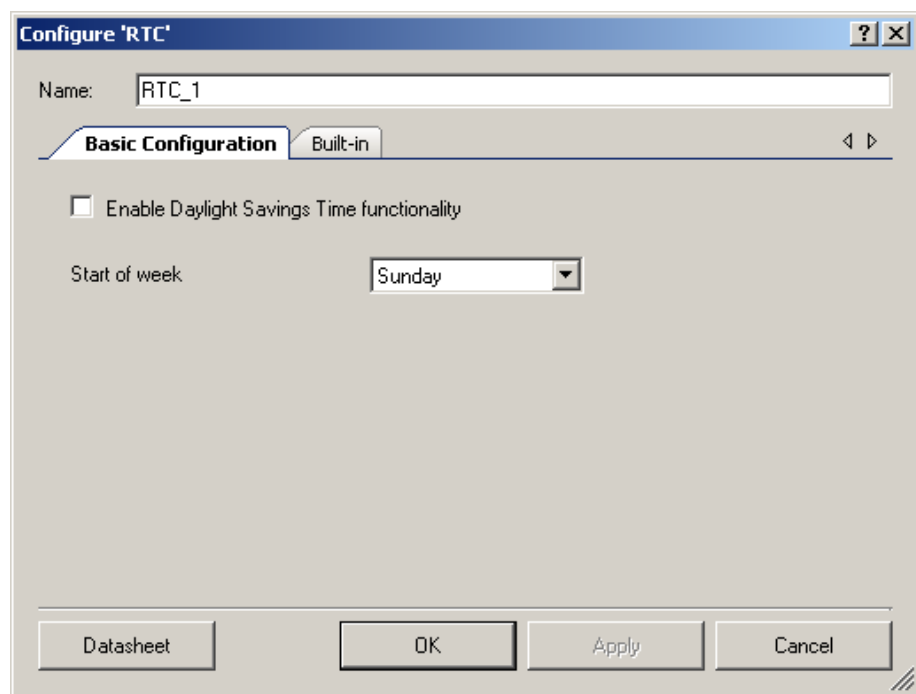 Configure 'RTC'
Name: RTC_1
Basic Configuration Built-in
Enable Daylight Savings Time functionality
Start of week Sunday
Datasheet OK Apply Cancel